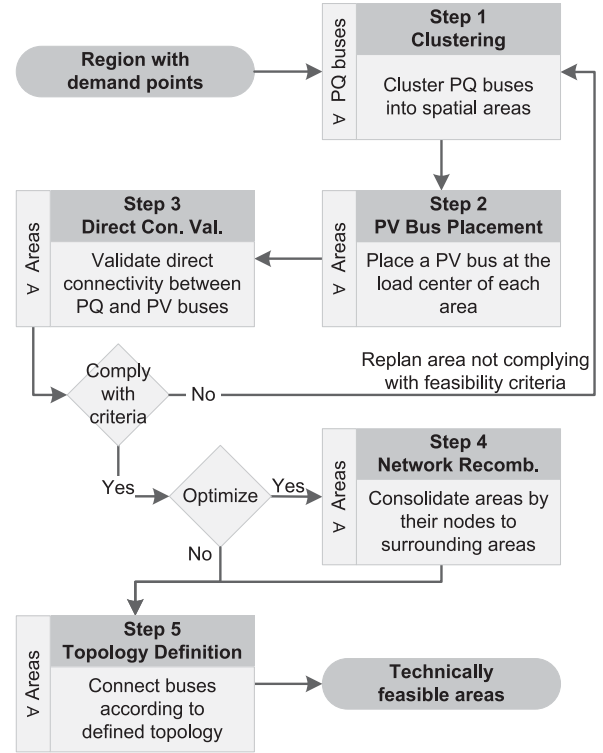 Region with
demand points
∀ PQ buses
Step 1
Clustering
Cluster PQ buses
into spatial areas
∀ Areas
Step 2
PV Bus Placement
Place a PV bus at the
load center of each
area
∀ Areas
Step 3
Direct Con. Val.
Validate direct
connectivity between
PQ and PV buses
Comply
with
criteria
No
Replan area not complying
with feasibility criteria
Yes
Optimize
Yes
No
∀ Areas
Step 4
Network Recomb.
Consolidate areas by
their nodes to
surrounding areas
∀ Areas
Step 5
Topology Definition
Connect buses
according to
defined topology
Technically
feasible areas